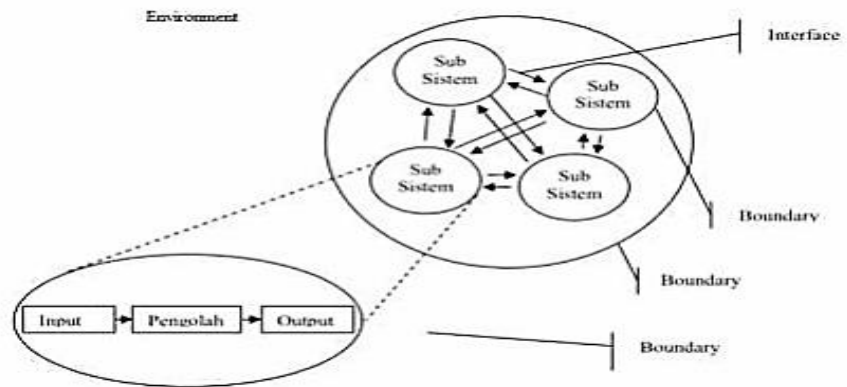 Environment
Interface
Sub
Sistem
Sub
Sistem
Sub
Sistem
Sub
Sistem
Boundary
Boundary
Input
Pengolah
Output
Boundary